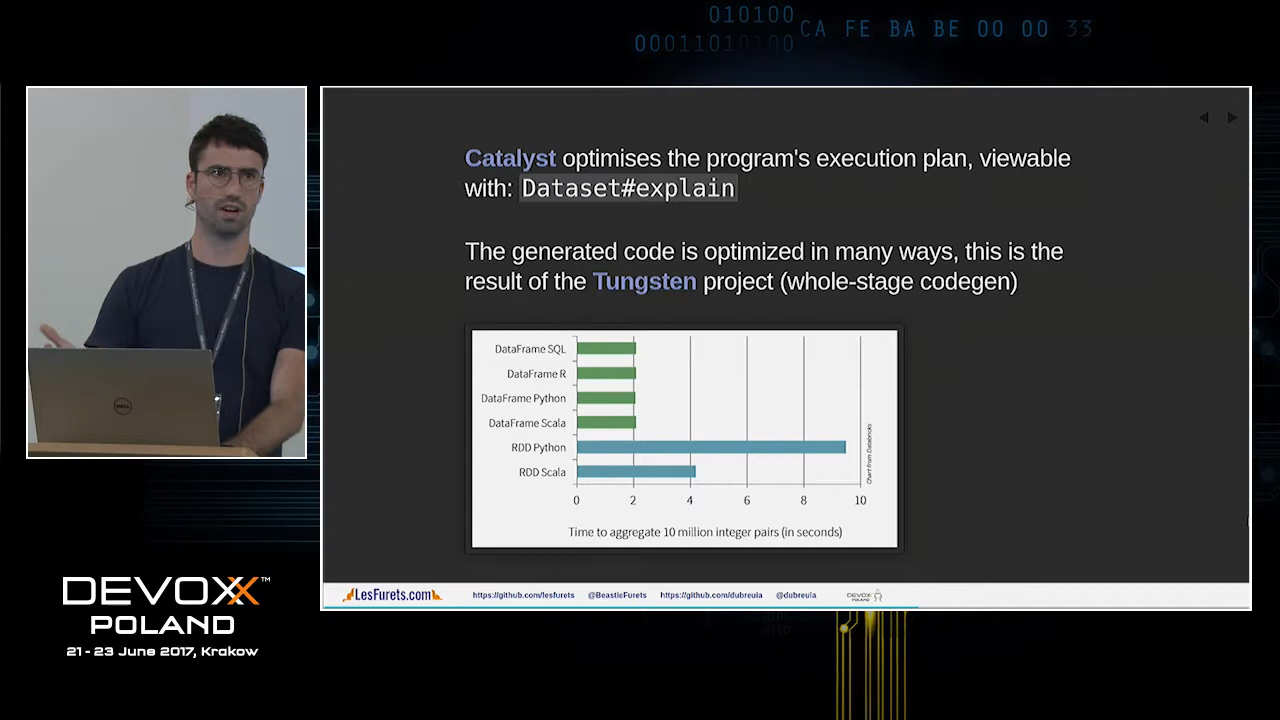 010100
CA FE BA BE 00 00 33
00011010100
Catalyst optimises the program's execution plan, viewable
with: Dataset#explain
The generated code is optimized in many ways, this is the
result of the Tungsten project (whole-stage codegen)
DataFrame SQL
DataFrame R
DataFrame Python
DataFrame Scala
RDD Python
RDD Scala
0 2 4 6 8 10
Time to aggregate 10 million integer pairs (in seconds)
Chart from Databricks
DELL
LesFurets.com
https://github.com/lesfurets @BeastieFurets https://github.com/dubreuia @dubreuia
DEVOXX
POLAND
DEVOXX™
POLAND
21 - 23 June 2017, Krakow